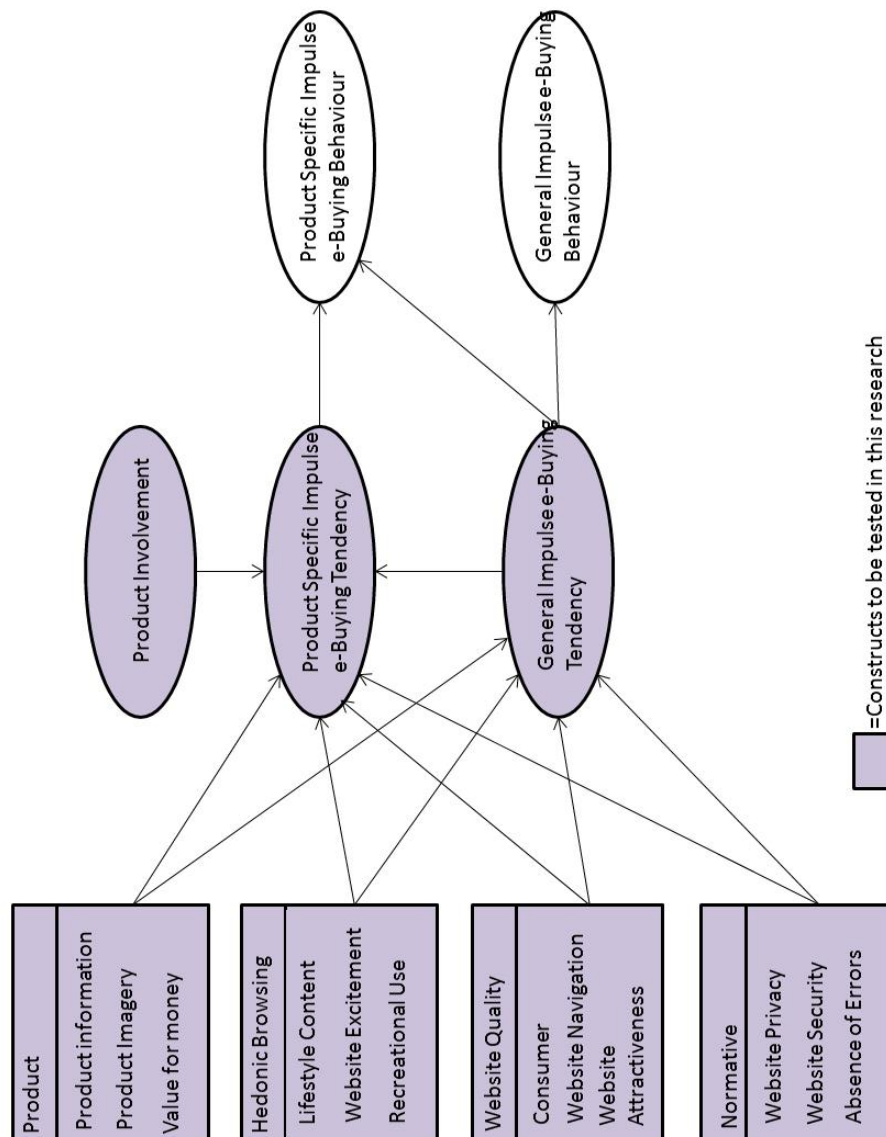 Product
Product information
Product Imagery
Value for money
Hedonic Browsing
Lifestyle Content
Website Excitement
Recreational Use
Website Quality
Consumer
Website Navigation
Website
Attractiveness
Normative
Website Privacy
Website Security
Absence of Errors
Product Involvement
Product Specific Impulse
e-Buying Tendency
General Impulse e-Buying
Tendency
Product Specific Impulse
e-Buying Behaviour
General Impulse e-Buying
Behaviour
=Constructs to be tested in this research